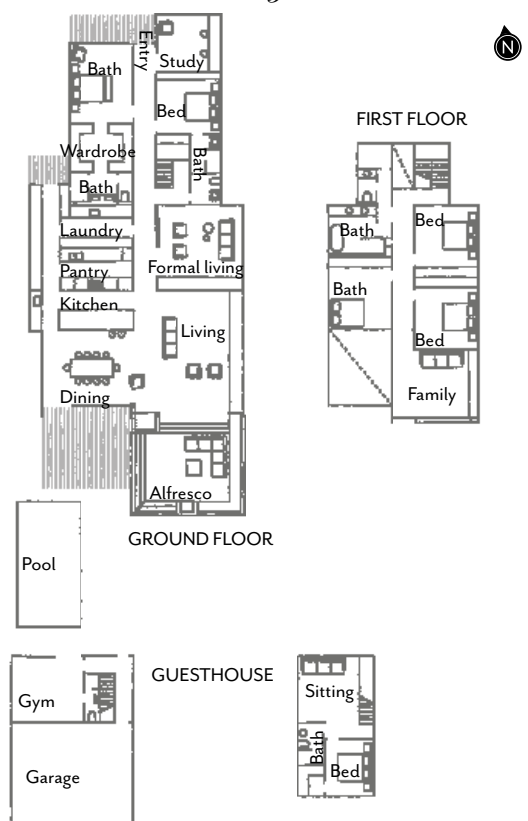 N
Entry
Study
Bath
Bed
FIRST FLOOR
Wardrobe
Bath
Bath
Laundry
Pantry
Formal living
Kitchen
Living
Dining
Alfresco
GROUND FLOOR
Bed
Bath
Bath
Bed
Family
Pool
GUESTHOUSE
Gym
Garage
Sitting
Bath
Bed